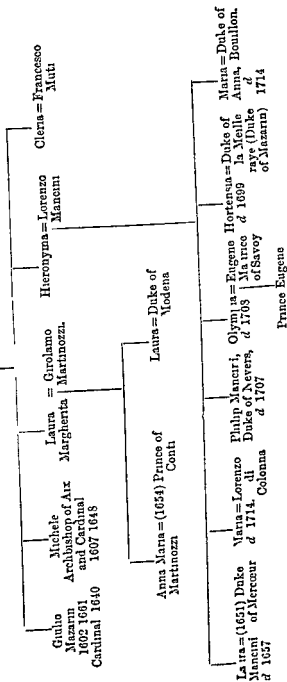 Giulio
Mazarin
1602 1661
Cardinal 1640
Michele
Archbishop of Aix
and Cardinal
1607 1648
Laura = Girolamo
Margherita Martinozzi.
Hieronyma = Lorenzo
Mancini
Cleria = Francesco
Muti
Anna Maria = (1654) Prince of
Martinozzi Conti
Laura = Duke of
Modena
Laura = (1651) Duke
Mancini of Mercœur
d 1657
Maria = Lorenzo
d 1714. di
Colonna
Philip Mancini,
Duke of Nevers,
d 1707
Olympia = Eugene
d 1708 Maurice
of Savoy
Hortensia = Duke of
d 1699 la Meille
raye (Duke
of Mazarin)
Maria = Duke of
Anna, Bouillon.
d
1714
Prince Eugene